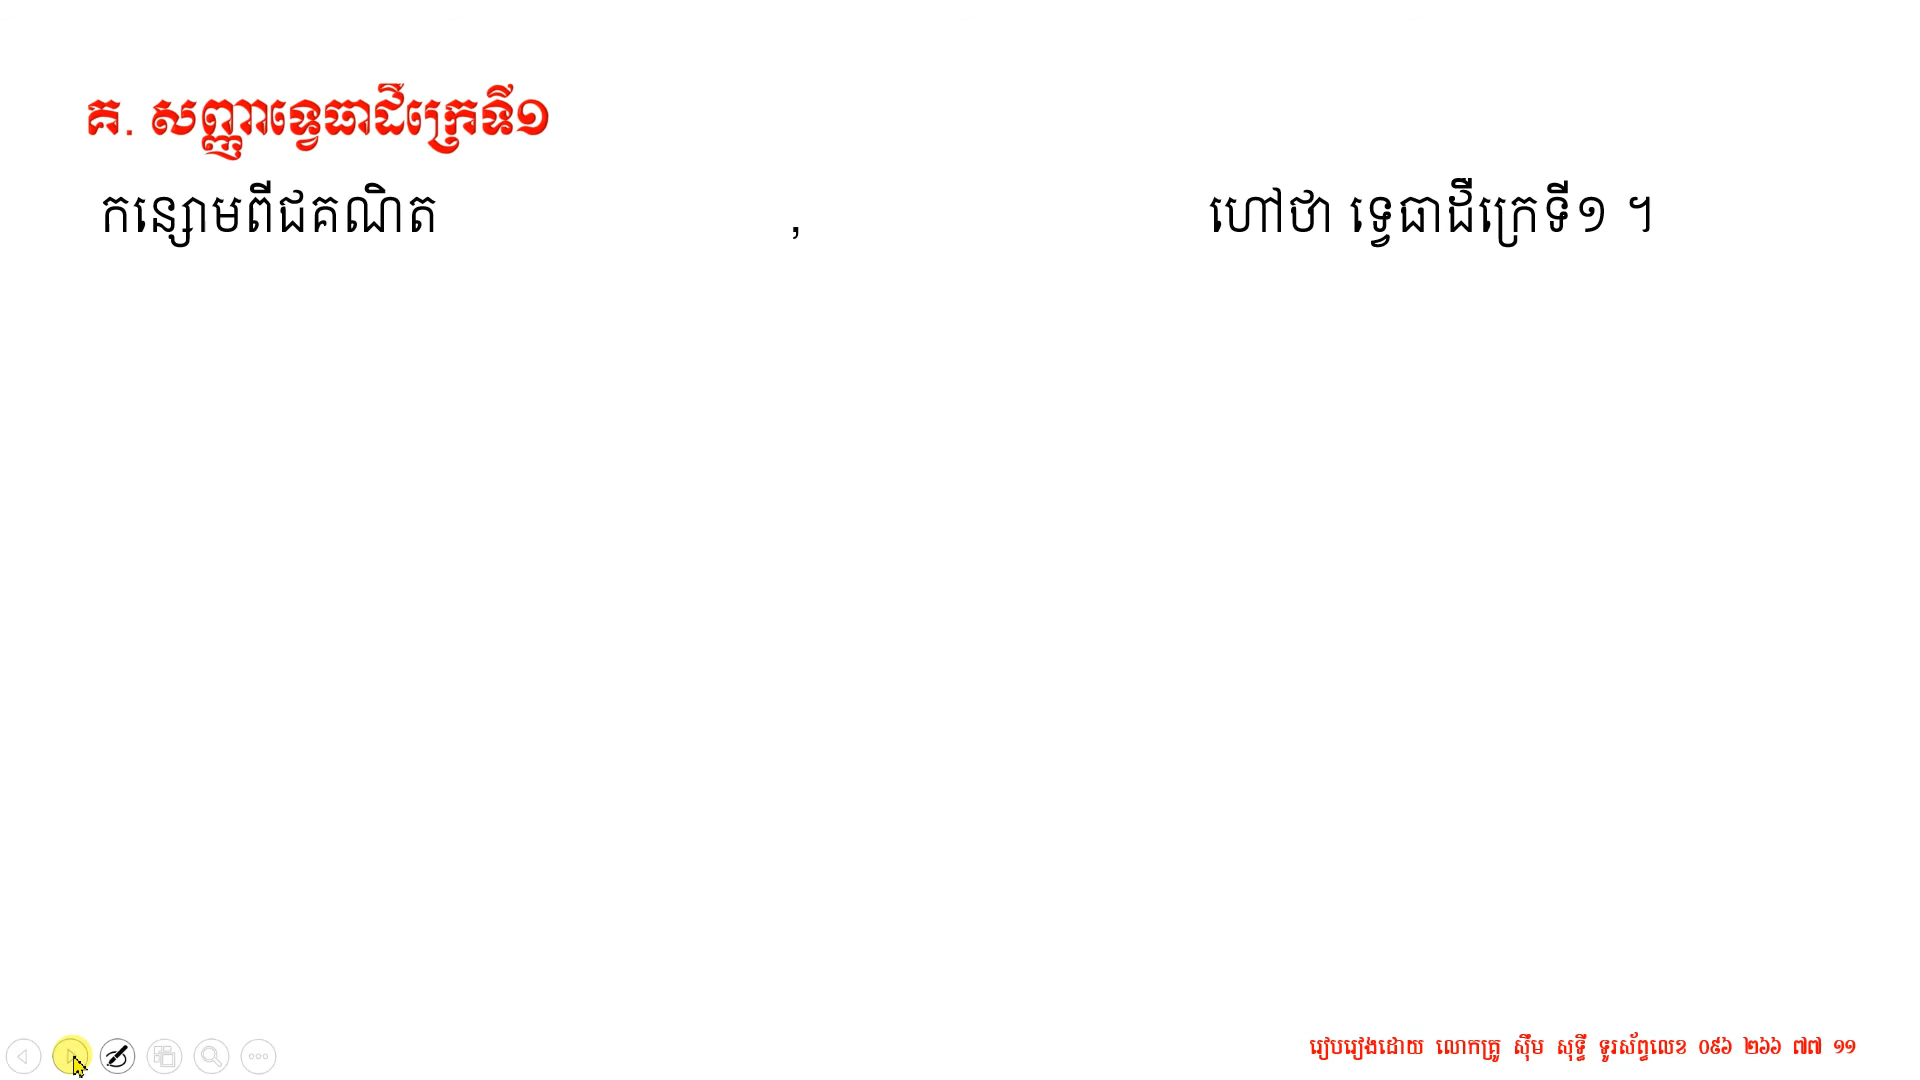 គ. សញ្ញាទ្វេធាដឺក្រេទី១
កន្សោមពីជគណិត , ហៅថា ទ្វេធាដឺក្រេទី១ ។
រៀបរៀងដោយ លោកគ្រូ ស៊ឹម សុទ្ធី ទូរស័ព្ទលេខ ០៩៦ ២៦៦ ៧៧ ១១